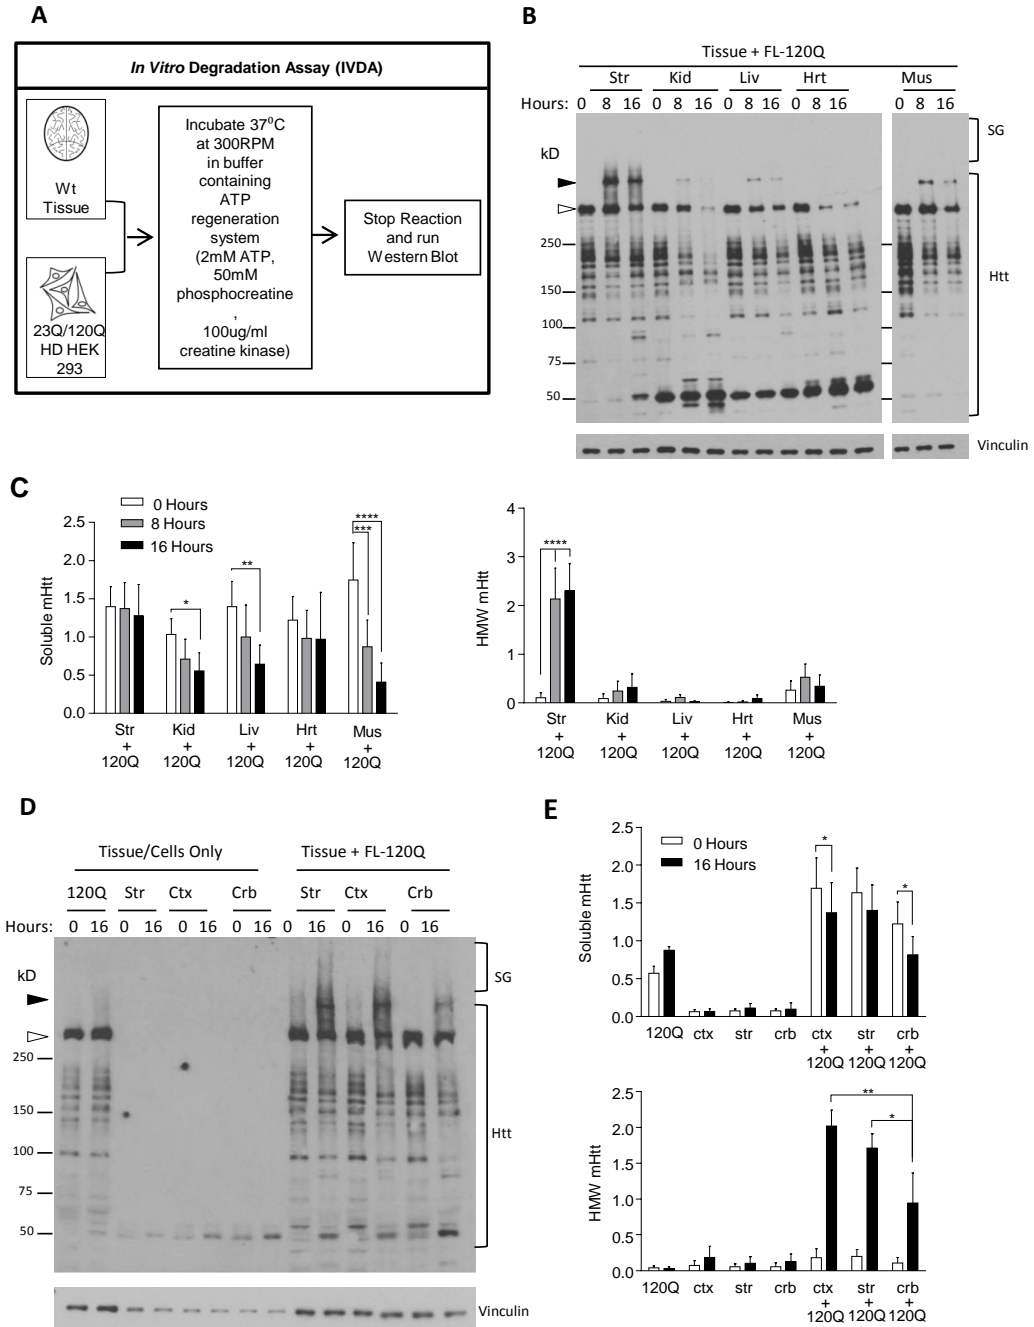 A
In Vitro Degradation Assay (IVDA)
Wt
Tissue
23Q/120Q
HD HEK
293
Incubate 37⁰C
at 300RPM
in buffer
containing
ATP
regeneration
system
(2mM ATP,
50mM
phosphocreatine
,
100ug/ml
creatine kinase)
Stop Reaction
and run
Western Blot
B
Tissue + FL-120Q
Str Kid Liv Hrt Mus
Hours: 0 8 16 0 8 16 0 8 16 0 8 16 0 8 16
kD
SG
250
150
100
75
50
Htt
Vinculin
C
0 Hours
8 Hours
16 Hours
Soluble mHtt
2.5
2.0
1.5
1.0
0.5
0.0
*
**
***
****
Str Kid Liv Hrt Mus
+ + + + +
120Q 120Q 120Q 120Q 120Q
HMW mHtt
4
3
2
1
0
****
Str Kid Liv Hrt Mus
+ + + + +
120Q 120Q 120Q 120Q 120Q
D
Tissue/Cells Only Tissue + FL-120Q
120Q Str Ctx Crb Str Ctx Crb
Hours: 0 16 0 16 0 16 0 16 0 16 0 16 0 16
kD
SG
250
150
100
75
50
Htt
Vinculin
E
0 Hours
16 Hours
Soluble mHtt
2.5
2.0
1.5
1.0
0.5
0.0
*
*
120Q ctx str crb ctx str crb
+ + +
120Q 120Q 120Q
HMW mHtt
2.5
2.0
1.5
1.0
0.5
0.0
**
*
120Q ctx str crb ctx str crb
+ + +
120Q 120Q 120Q